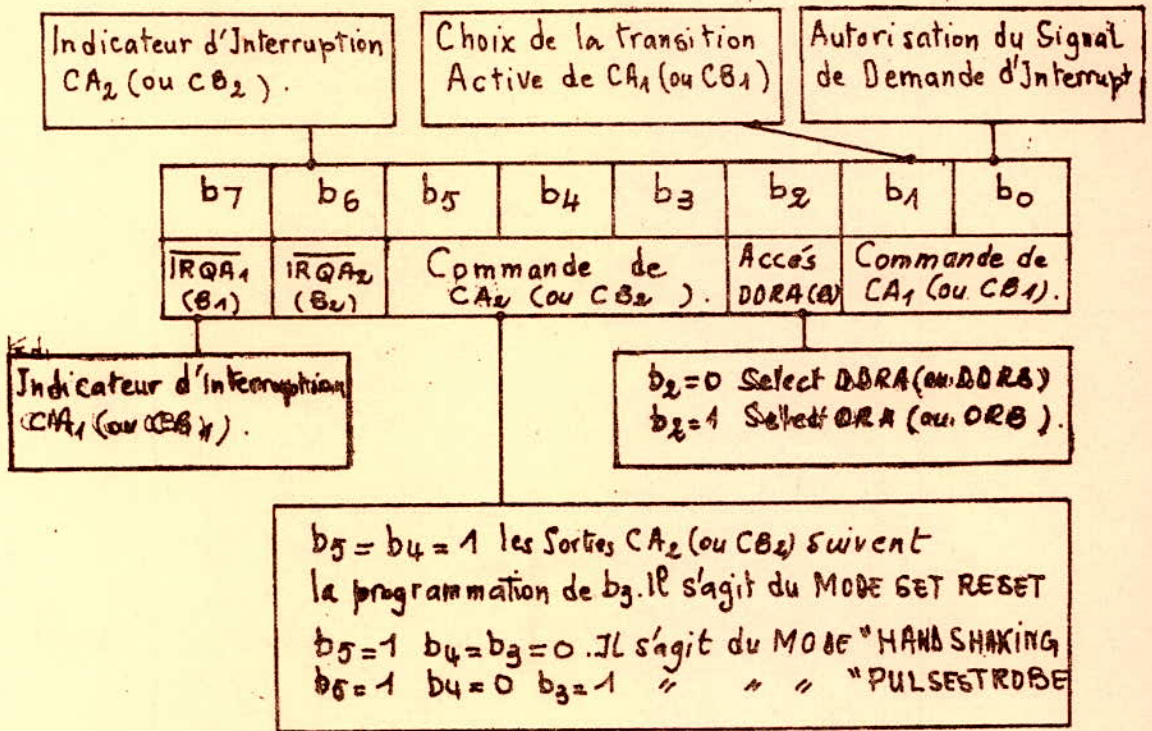 Indicateur d'Interruption
CA2 (ou CB2).
Choix de la transition
Active de CA1 (ou CB1)
Autorisation du Signal
de Demande d'Interrupt
b7 b6 b5 b4 b3 b2 b1 b0
IRQA1
(B1)
IRQA2
(B2)
Commande de
CA2 (ou CB2).
Accés
DDRA(B)
Commande de
CA1 (ou CB1).
Indicateur d'interruption
CA1 (ou CB1).
b2=0 Select DDRA (ou DDRB)
b2=1 Select ORA (ou ORB).
b5=b4=1 les Sorties CA2 (ou CB2) suivent
la programmation de b3. Il s'agit du MODE SET RESET
b5=1 b4=b3=0. Il s'agit du MODE "HANDSHAKING
b5=1 b4=0 b3=1 " " " "PULSESTROBE